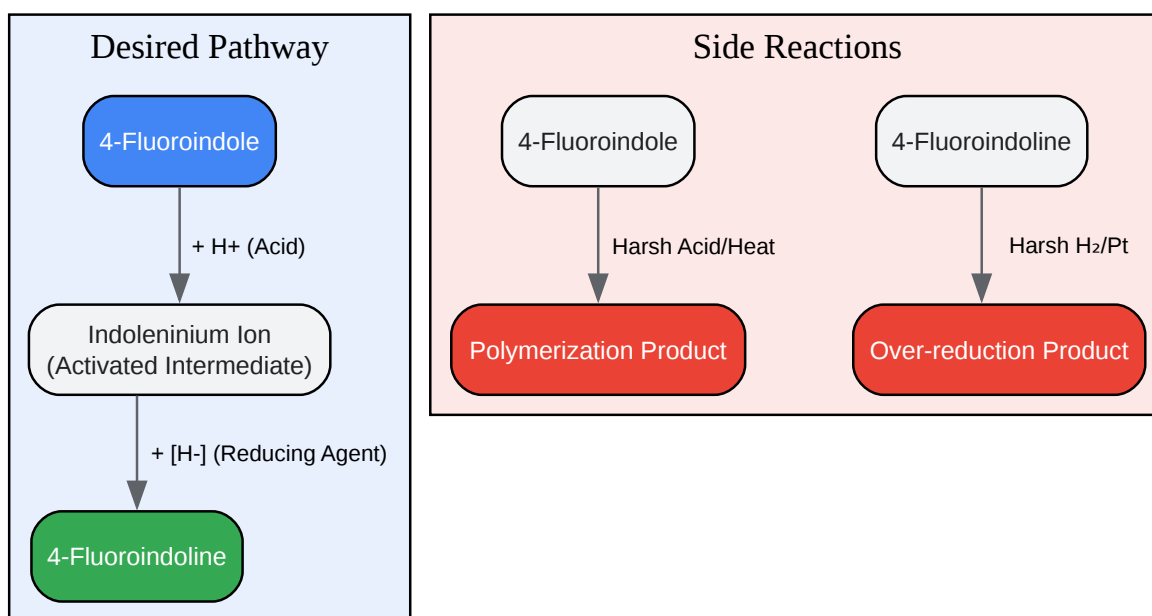 Desired Pathway
4-Fluoroindole
+ H+ (Acid)
Indoleninium Ion
(Activated Intermediate)
+ [H-] (Reducing Agent)
4-Fluoroindoline
Side Reactions
4-Fluoroindole
4-Fluoroindoline
Harsh Acid/Heat
Harsh H₂/Pt
Polymerization Product
Over-reduction Product